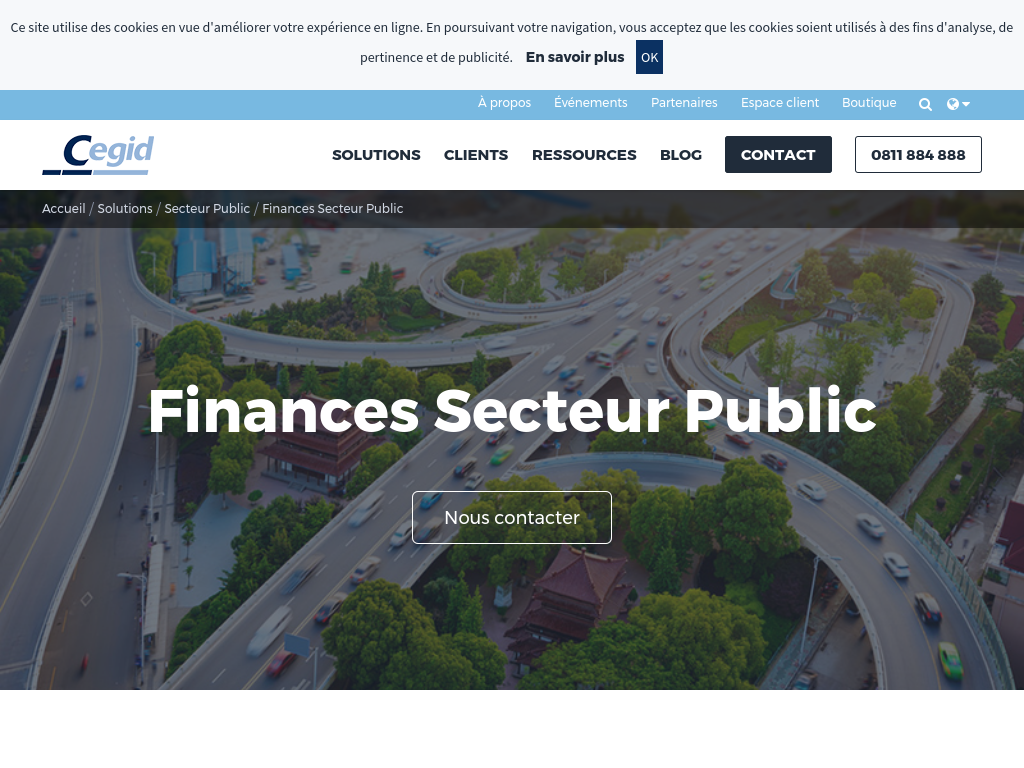 Ce site utilise des cookies en vue d'améliorer votre expérience en ligne. En poursuivant votre navigation, vous acceptez que les cookies soient utilisés à des fins d'analyse, de
pertinence et de publicité. En savoir plus OK
À propos Événements Partenaires Espace client Boutique
Cegid SOLUTIONS CLIENTS RESSOURCES BLOG CONTACT 0811 884 888
Accueil / Solutions / Secteur Public / Finances Secteur Public
Finances Secteur Public
Nous contacter